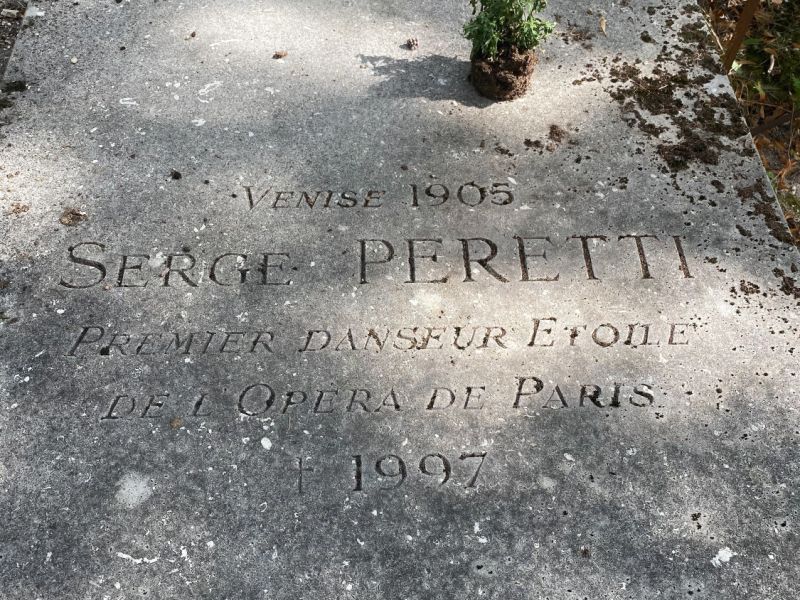 VENISE 1905
SERGE PERETTI
PREMIER DANSEUR ETOILE
DE L'OPERA DE PARIS
† 1997